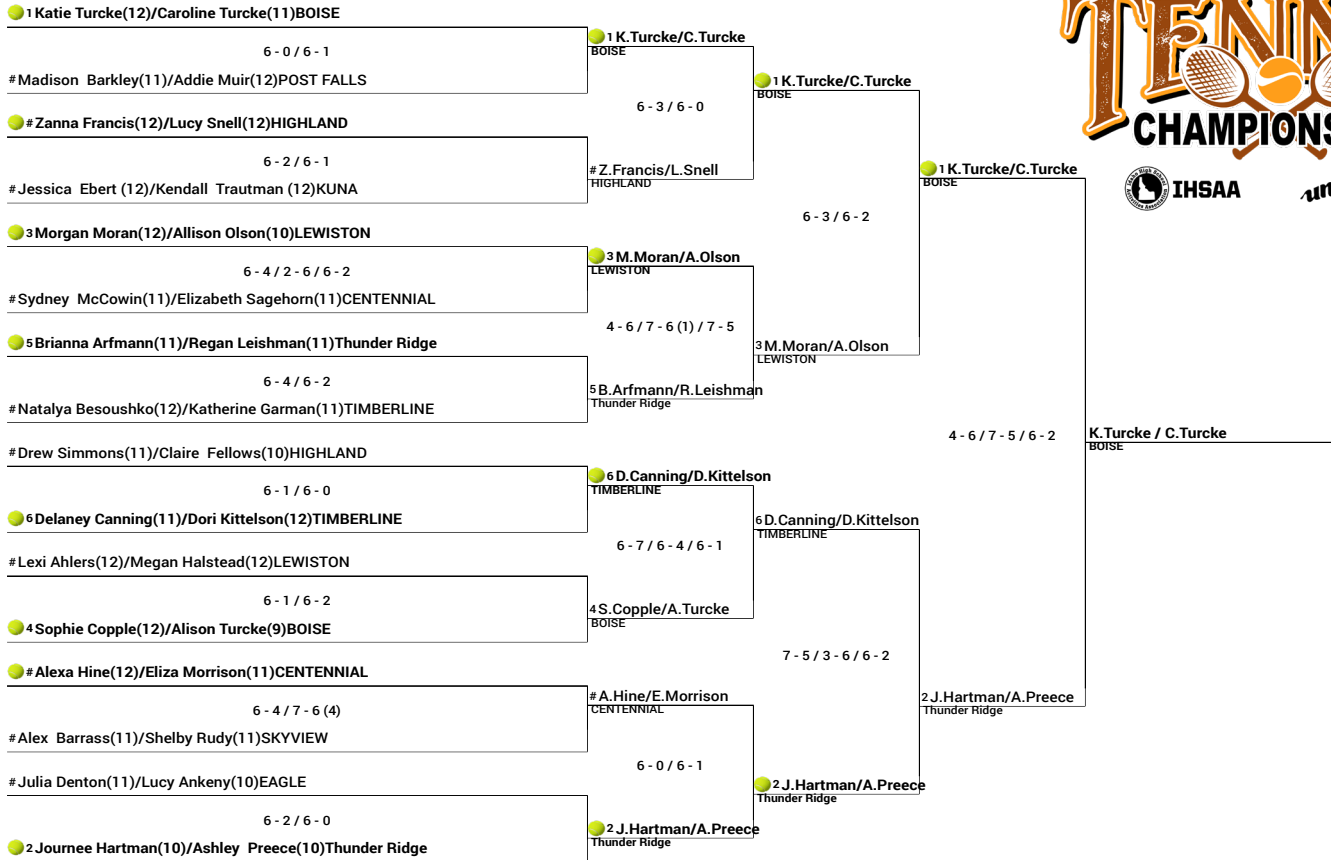 1 Katie Turcke(12)/Caroline Turcke(11)BOISE
6 - 0 / 6 - 1
# Madison Barkley(11)/Addie Muir(12)POST FALLS
# Zanna Francis(12)/Lucy Snell(12)HIGHLAND
6 - 2 / 6 - 1
# Jessica Ebert (12)/Kendall Trautman (12)KUNA
3 Morgan Moran(12)/Allison Olson(10)LEWISTON
6 - 4 / 2 - 6 / 6 - 2
# Sydney McCowin(11)/Elizabeth Sagehorn(11)CENTENNIAL
5 Brianna Arfmann(11)/Regan Leishman(11)Thunder Ridge
6 - 4 / 6 - 2
# Natalya Besoushko(12)/Katherine Garman(11)TIMBERLINE
# Drew Simmons(11)/Claire Fellows(10)HIGHLAND
6 - 1 / 6 - 0
6 Delaney Canning(11)/Dori Kittelson(12)TIMBERLINE
# Lexi Ahlers(12)/Megan Halstead(12)LEWISTON
6 - 1 / 6 - 2
4 Sophie Copple(12)/Alison Turcke(9)BOISE
# Alexa Hine(12)/Eliza Morrison(11)CENTENNIAL
6 - 4 / 7 - 6 (4)
# Alex Barrass(11)/Shelby Rudy(11)SKYVIEW
# Julia Denton(11)/Lucy Ankeny(10)EAGLE
6 - 2 / 6 - 0
2 Journee Hartman(10)/Ashley Preece(10)Thunder Ridge
1 K.Turcke/C.Turcke
BOISE
6 - 3 / 6 - 0
# Z.Francis/L.Snell
HIGHLAND
3 M.Moran/A.Olson
LEWISTON
4 - 6 / 7 - 6 (1) / 7 - 5
5 B.Arfmann/R.Leishman
Thunder Ridge
6 D.Canning/D.Kittelson
TIMBERLINE
6 - 7 / 6 - 4 / 6 - 1
4 S.Copple/A.Turcke
BOISE
# A.Hine/E.Morrison
CENTENNIAL
6 - 0 / 6 - 1
2 J.Hartman/A.Preece
Thunder Ridge
1 K.Turcke/C.Turcke
BOISE
6 - 3 / 6 - 2
3 M.Moran/A.Olson
LEWISTON
6 D.Canning/D.Kittelson
TIMBERLINE
7 - 5 / 3 - 6 / 6 - 2
2 J.Hartman/A.Preece
Thunder Ridge
1 K.Turcke/C.Turcke
BOISE
4 - 6 / 7 - 5 / 6 - 2
2 J.Hartman/A.Preece
Thunder Ridge
K.Turcke / C.Turcke
BOISE
TENN
CHAMPIONS
Idaho High School
Activities Association
IHSAA